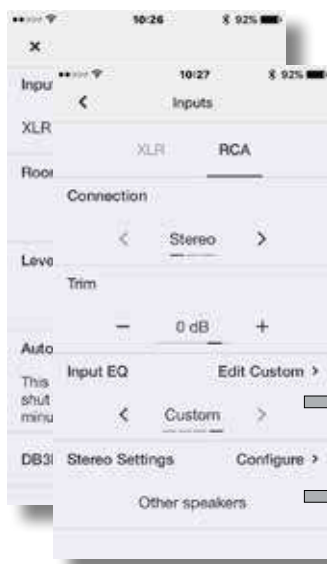 10:26 92%
×
Input
XLR
Room
Leve
Auto
This
shut
minu
DB3
10:27 92%
< Inputs
XLR RCA
Connection
< Stereo >
Trim
− 0 dB +
Input EQ Edit Custom >
< Custom >
Stereo Settings Configure >
Other speakers